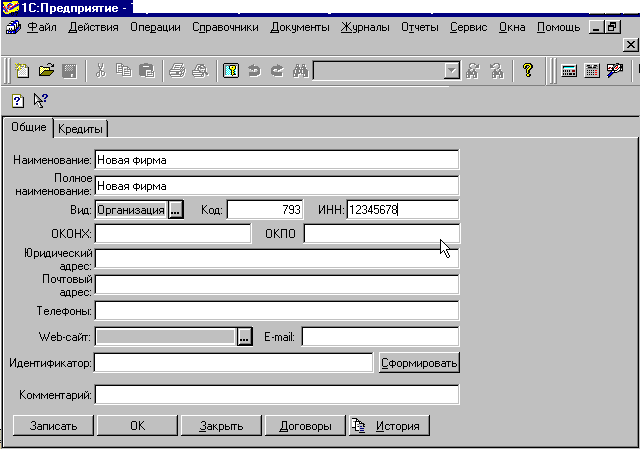 1С:Предприятие -
Файл Действия Операции Справочники Документы Журналы Отчеты Сервис Окна Помощь
Общие Кредиты
Наименование: Новая фирма
Полное наименование: Новая фирма
Вид: Организация ... Код: 793 ИНН: 12345678
ОКОНХ: ОКПО
Юридический адрес:
Почтовый адрес:
Телефоны:
Web-сайт: ... E-mail:
Идентификатор: Сформировать
Комментарий:
Записать OK Закрыть Договоры История